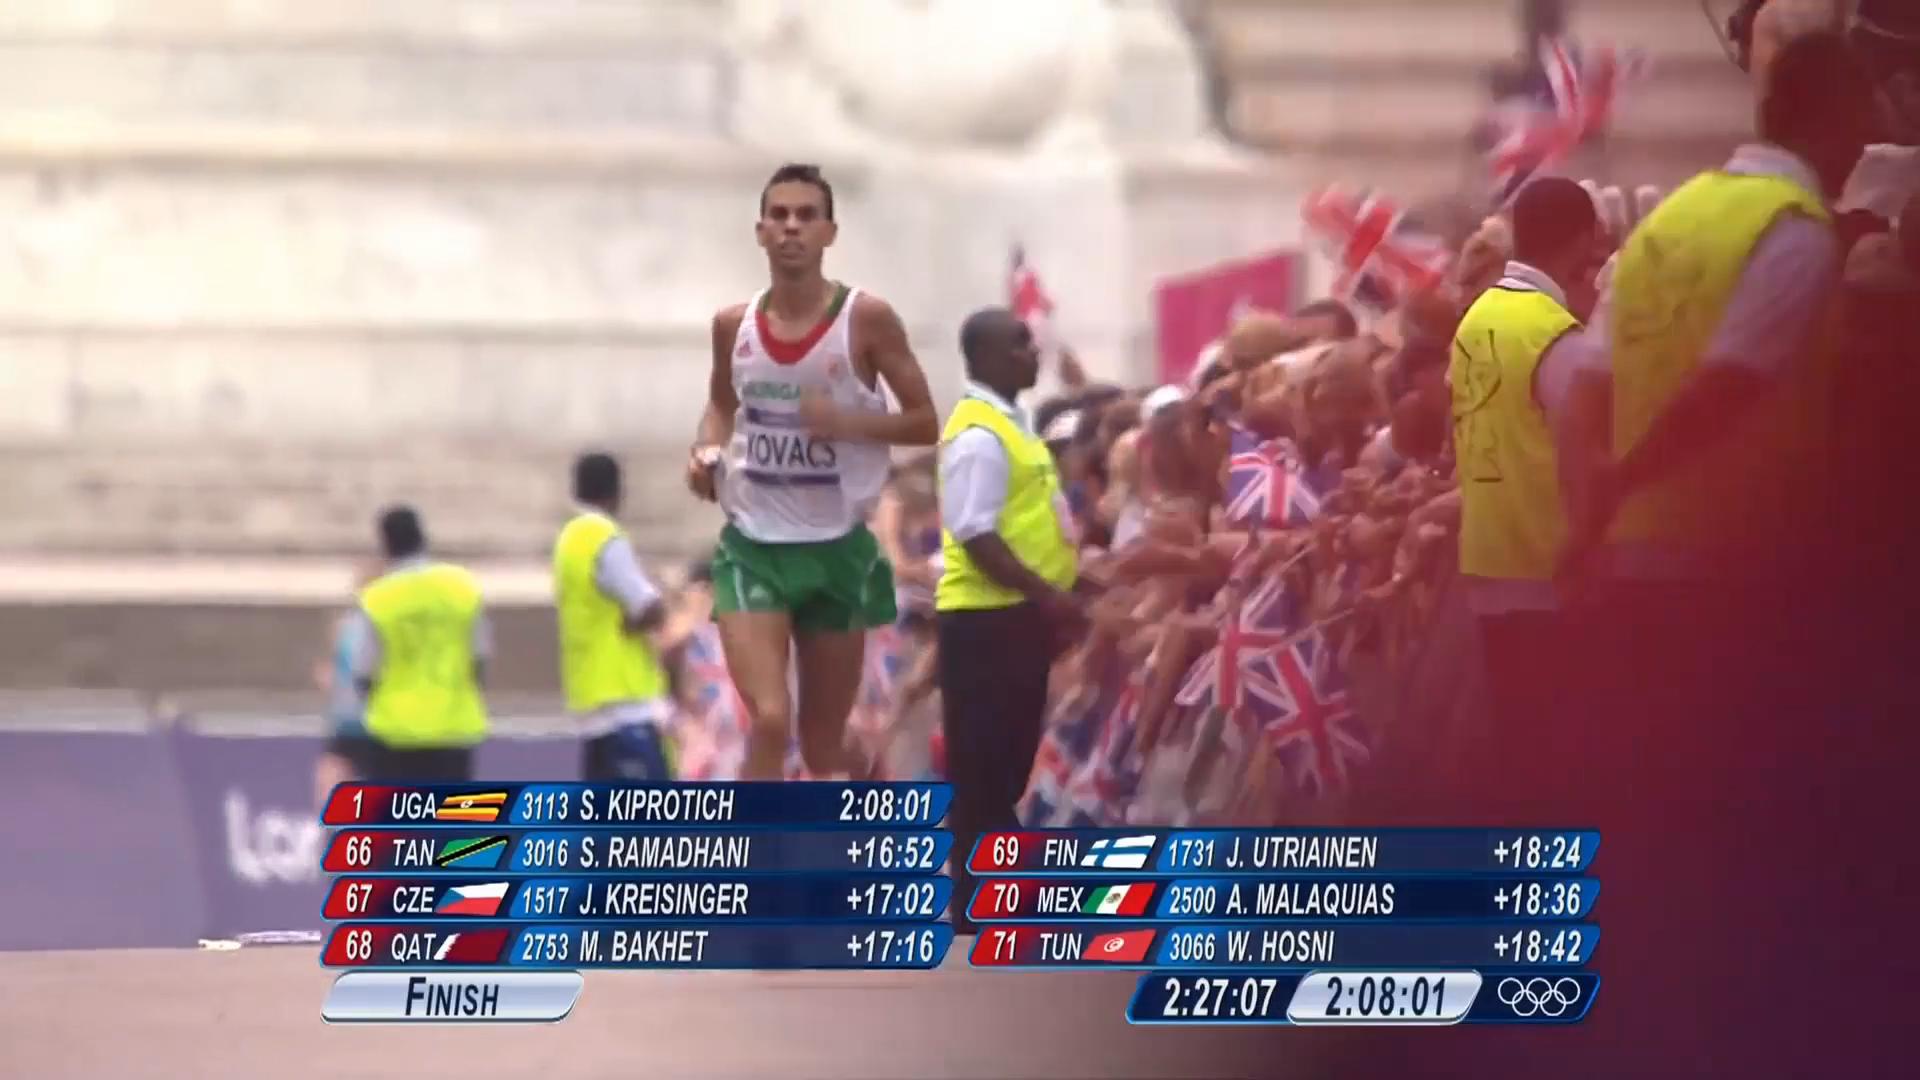 HUNGA
KOVACS
Lon
1 UGA 3113 S. KIPROTICH 2:08:01
66 TAN 3016 S. RAMADHANI +16:52
67 CZE 1517 J. KREISINGER +17:02
68 QAT 2753 M. BAKHET +17:16
69 FIN 1731 J. UTRIAINEN +18:24
70 MEX 2500 A. MALAQUIAS +18:36
71 TUN 3066 W. HOSNI +18:42
FINISH
2:27:07 2:08:01